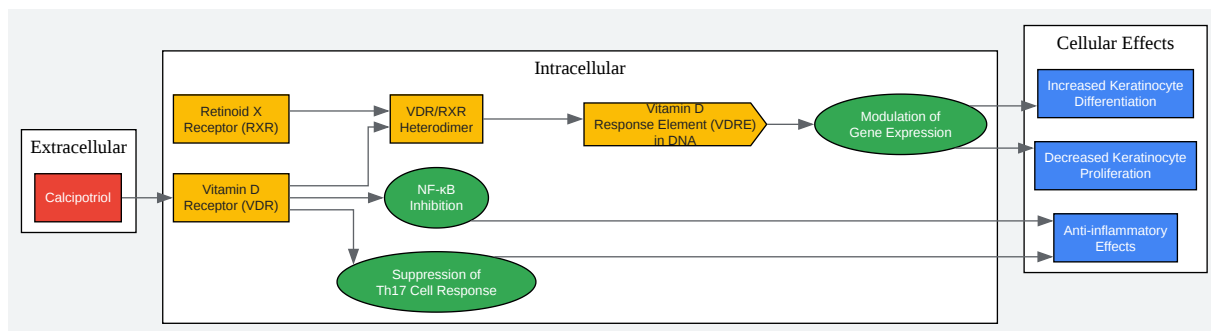 Extracellular
Calcipotriol
Intracellular
Retinoid X
Receptor (RXR)
VDR/RXR
Heterodimer
Vitamin D
Response Element (VDRE)
in DNA
Modulation of
Gene Expression
Vitamin D
Receptor (VDR)
NF-κB
Inhibition
Suppression of
Th17 Cell Response
Cellular Effects
Increased Keratinocyte
Differentiation
Decreased Keratinocyte
Proliferation
Anti-inflammatory
Effects